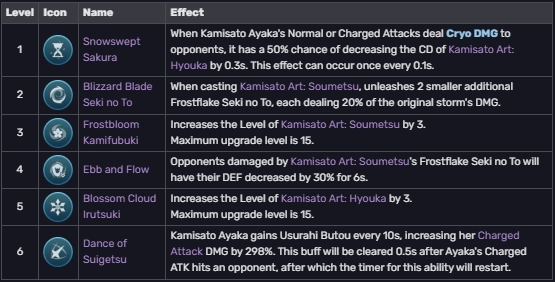 Level Icon Name Effect
1 Snowswept Sakura When Kamisato Ayaka's Normal or Charged Attacks deal Cryo DMG to
opponents, it has a 50% chance of decreasing the CD of Kamisato Art:
Hyouka by 0.3s. This effect can occur once every 0.1s.
2 Blizzard Blade Seki no To When casting Kamisato Art: Soumetsu, unleashes 2 smaller additional
Frostflake Seki no To, each dealing 20% of the original storm's DMG.
3 Frostbloom Kamifubuki Increases the Level of Kamisato Art: Soumetsu by 3.
Maximum upgrade level is 15.
4 Ebb and Flow Opponents damaged by Kamisato Art: Soumetsu's Frostflake Seki no To will
have their DEF decreased by 30% for 6s.
5 Blossom Cloud Irutsuki Increases the Level of Kamisato Art: Hyouka by 3.
Maximum upgrade level is 15.
6 Dance of Suigetsu Kamisato Ayaka gains Usurahi Butou every 10s, increasing her Charged
Attack DMG by 298%. This buff will be cleared 0.5s after Ayaka's Charged
ATK hits an opponent, after which the timer for this ability will restart.